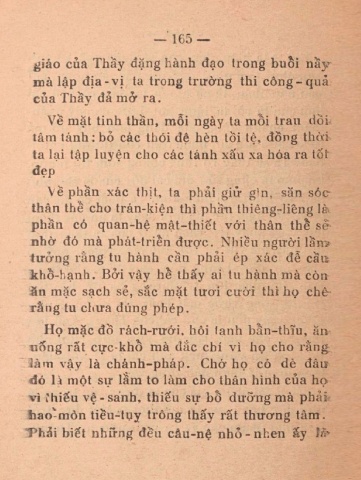 — 165 —
giáo của Thầy đặng hành đạo trong buổi nầy
mà lập địa-vị ta trong trường thi công-quả
của Thầy đả mở ra.
Về mặt tinh thần, mỗi ngày ta mỗi trau dồi
tâm tánh: bỏ các thói đê hèn tồi tệ, đồng thời
ta lại tập luyện cho các tánh xấu xa hóa ra tốt
đẹp
Về phần xác thịt, ta phải giử gìn, săn sóc
thân thể cho trán-kiện thì phần thiêng-liêng là
phần có quan-hệ mật-thiết với thân thể sẽ
nhờ đó mà phát-triển được. Nhiều người lầm
tưởng rằng tu hành cần phải ép xác để cầu
khổ-hạnh. Bởi vậy hề thấy ai tu hành mà còn
ăn mặc sạch sẻ, sắc mặt tươi cười thì họ chê
rằng tu chưa đúng phép.
Họ mặc đồ rách-rưới, hôi tanh bẩn-thĩu, ăn
uống rất cực-khổ mà đắc chí vì họ cho rằng
làm vậy là chánh-pháp. Chớ họ có dè đâu
đó là một sự lầm to làm cho thân hình của họ
vì thiếu vệ-sanh, thiếu sự bồ dưỡng mà phải
hao-mòn tiều-tụy trông thấy rất thương tâm.
Phải biết những đều câu-nệ nhỏ-nhen ấy là